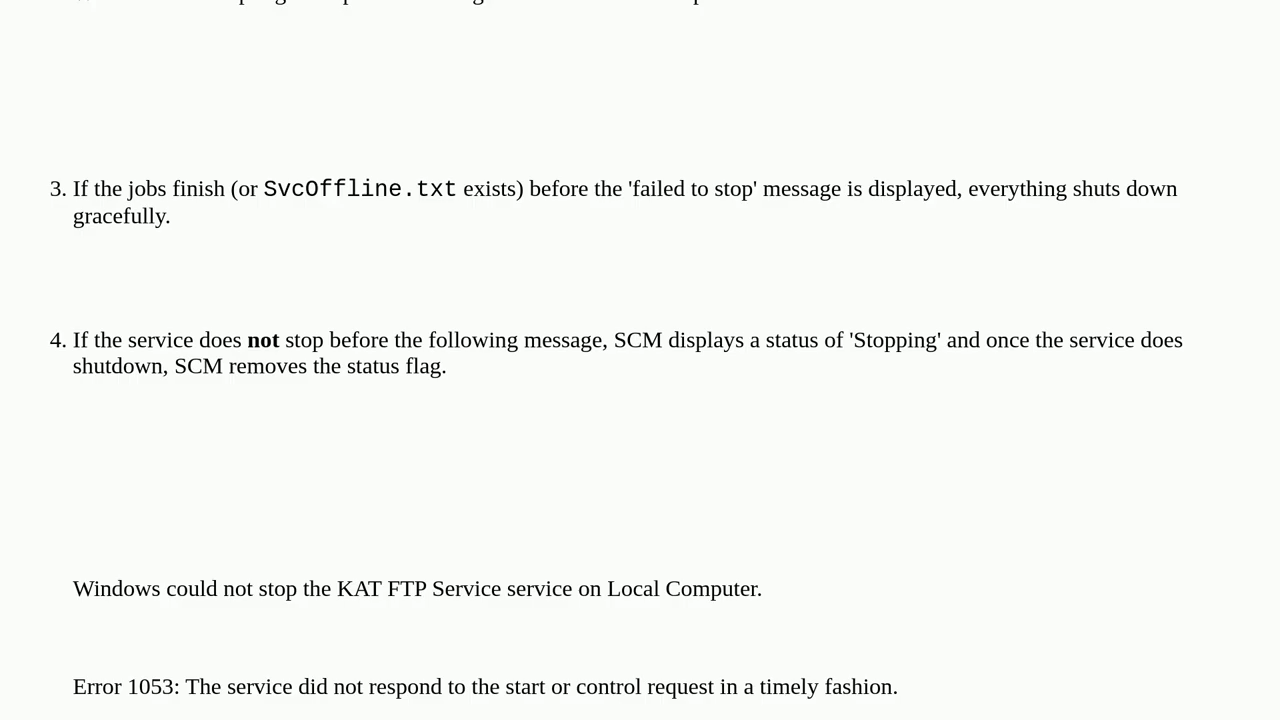 3. If the jobs finish (or SvcOffline.txt exists) before the 'failed to stop' message is displayed, everything shuts down
gracefully.
4. If the service does not stop before the following message, SCM displays a status of 'Stopping' and once the service does
shutdown, SCM removes the status flag.
Windows could not stop the KAT FTP Service service on Local Computer.
Error 1053: The service did not respond to the start or control request in a timely fashion.